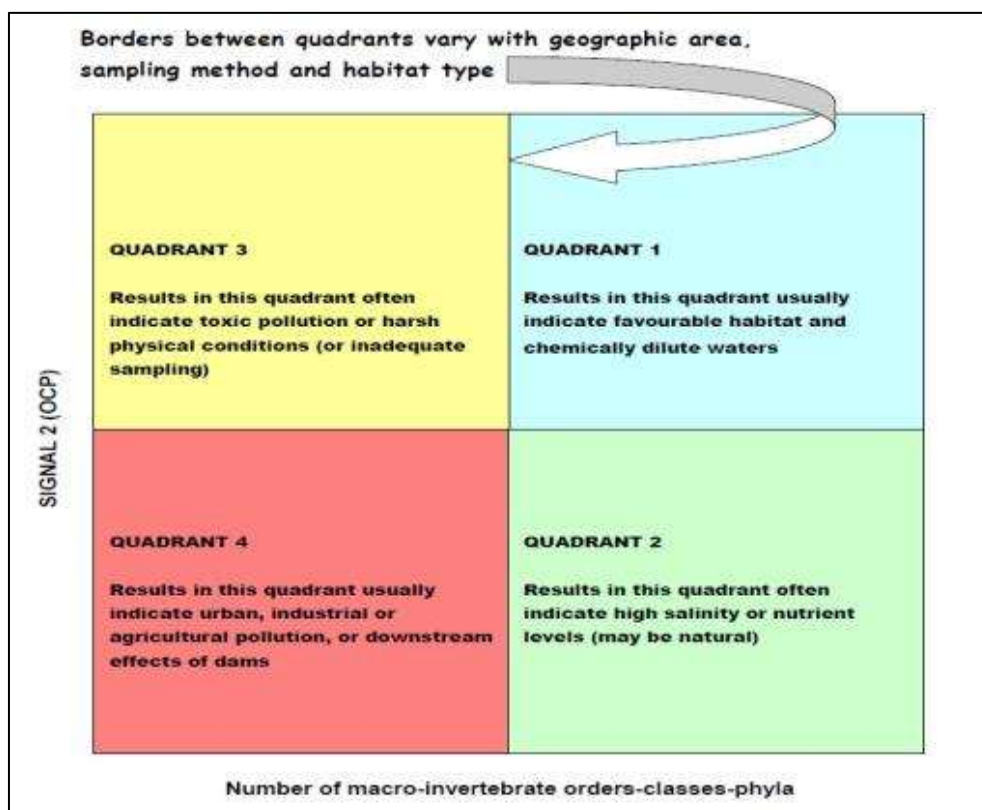 Borders between quadrants vary with geographic area,
sampling method and habitat type
QUADRANT 3
Results in this quadrant often
indicate toxic pollution or harsh
physical conditions (or inadequate
sampling)
QUADRANT 1
Results in this quadrant usually
indicate favourable habitat and
chemically dilute waters
SIGNAL 2 (OCP)
QUADRANT 4
Results in this quadrant usually
indicate urban, industrial or
agricultural pollution, or downstream
effects of dams
QUADRANT 2
Results in this quadrant often
indicate high salinity or nutrient
levels (may be natural)
Number of macro-invertebrate orders-classes-phyla